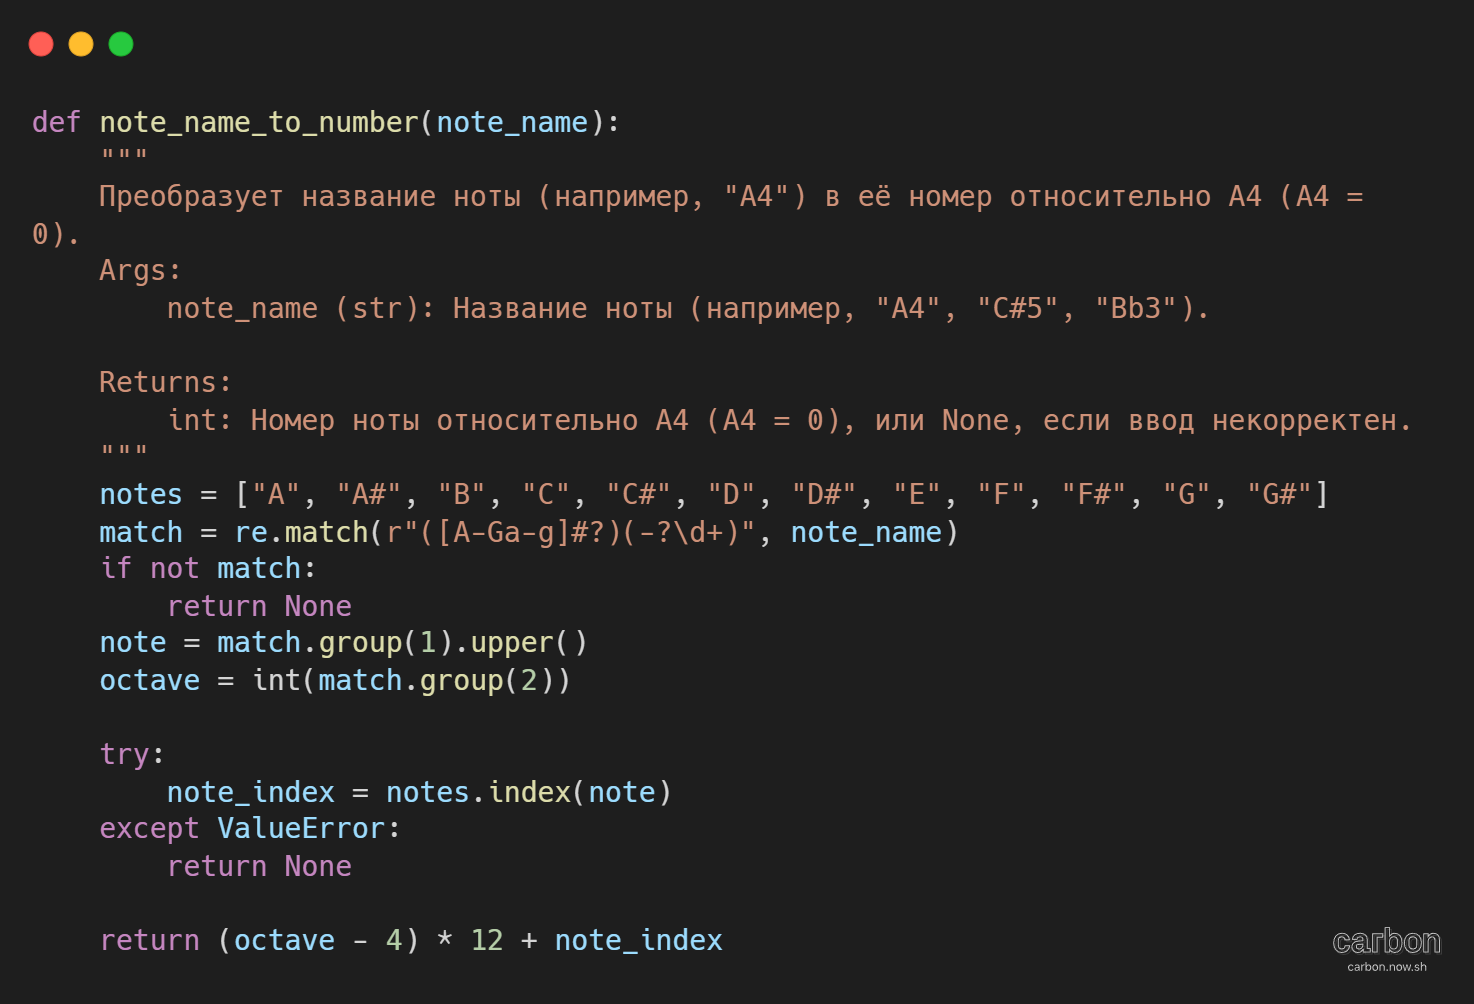 def note_name_to_number(note_name):
    """
    Преобразует название ноты (например, "A4") в её номер относительно A4 (A4 =
0).
    Args:
        note_name (str): Название ноты (например, "A4", "C#5", "Bb3").

    Returns:
        int: Номер ноты относительно A4 (A4 = 0), или None, если ввод некорректен.
    """
    notes = ["A", "A#", "B", "C", "C#", "D", "D#", "E", "F", "F#", "G", "G#"]
    match = re.match(r"([A-Ga-g]#?)(-?\d+)", note_name)
    if not match:
        return None
    note = match.group(1).upper()
    octave = int(match.group(2))

    try:
        note_index = notes.index(note)
    except ValueError:
        return None

    return (octave - 4) * 12 + note_index
carbon
carbon.now.sh